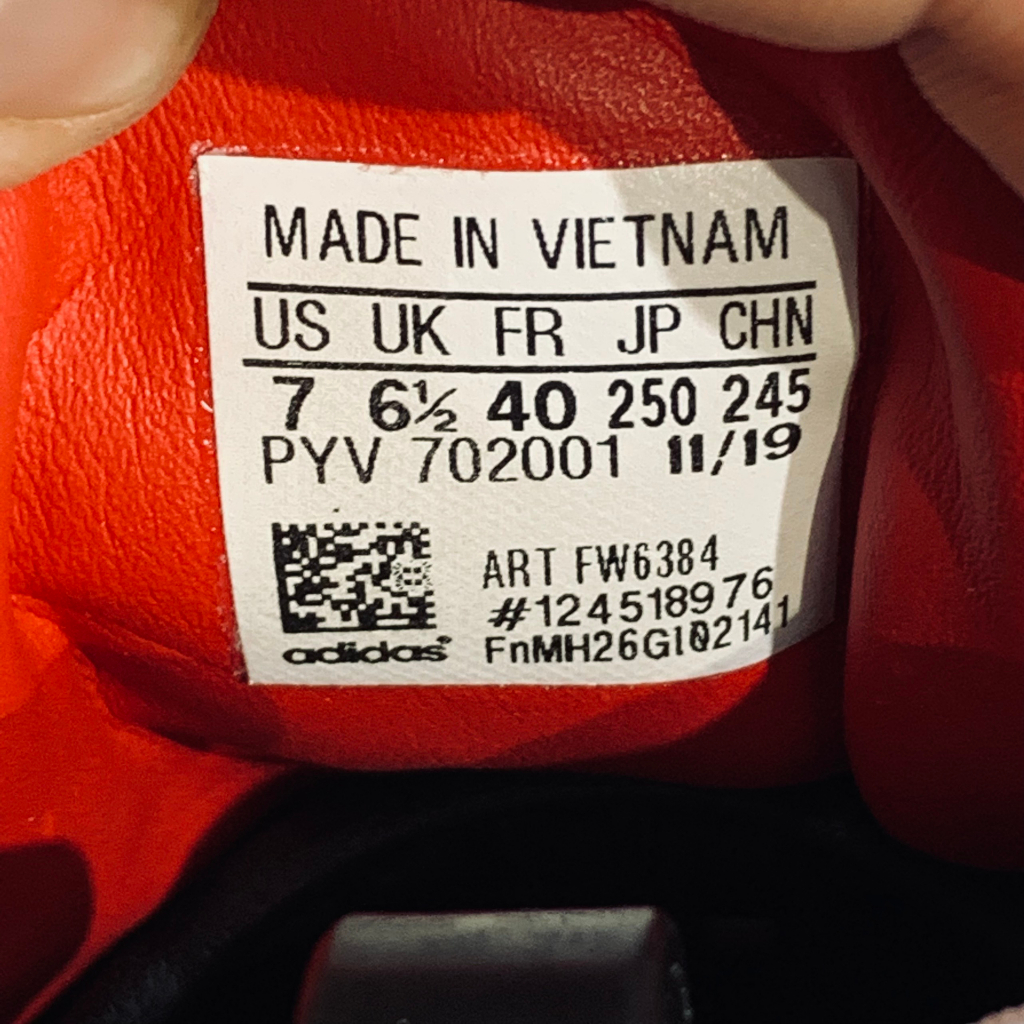 MADE IN VIETNAM
US UK FR JP CHN
7 6½ 40 250 245
PYV 702001 11/19
ART FW6384
#124518976
FnMH26Gl02141
adidas